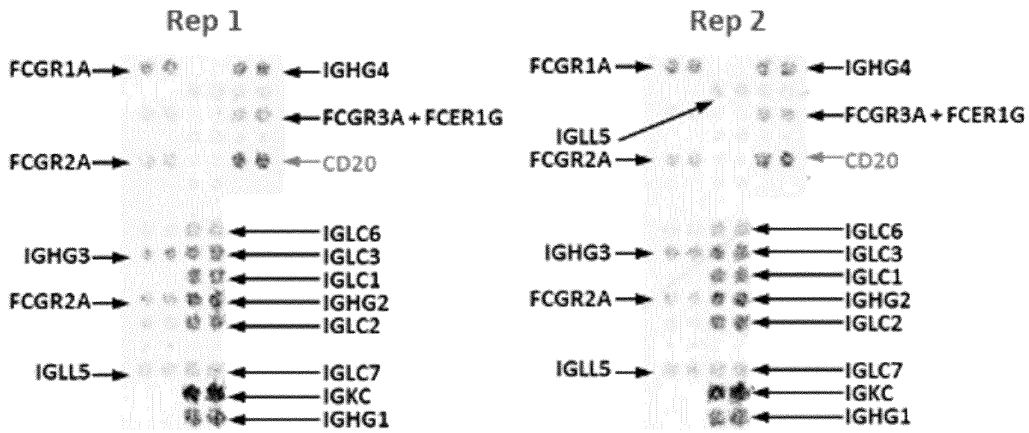 Rep 1
FCGR1A
IGHG4
FCGR3A + FCER1G
FCGR2A
CD20
IGLC6
IGHG3
IGLC3
IGLC1
FCGR2A
IGHG2
IGLC2
IGLL5
IGLC7
IGKC
IGHG1
Rep 2
FCGR1A
IGHG4
FCGR3A + FCER1G
IGLL5
FCGR2A
CD20
IGLC6
IGHG3
IGLC3
IGLC1
FCGR2A
IGHG2
IGLC2
IGLL5
IGLC7
IGKC
IGHG1